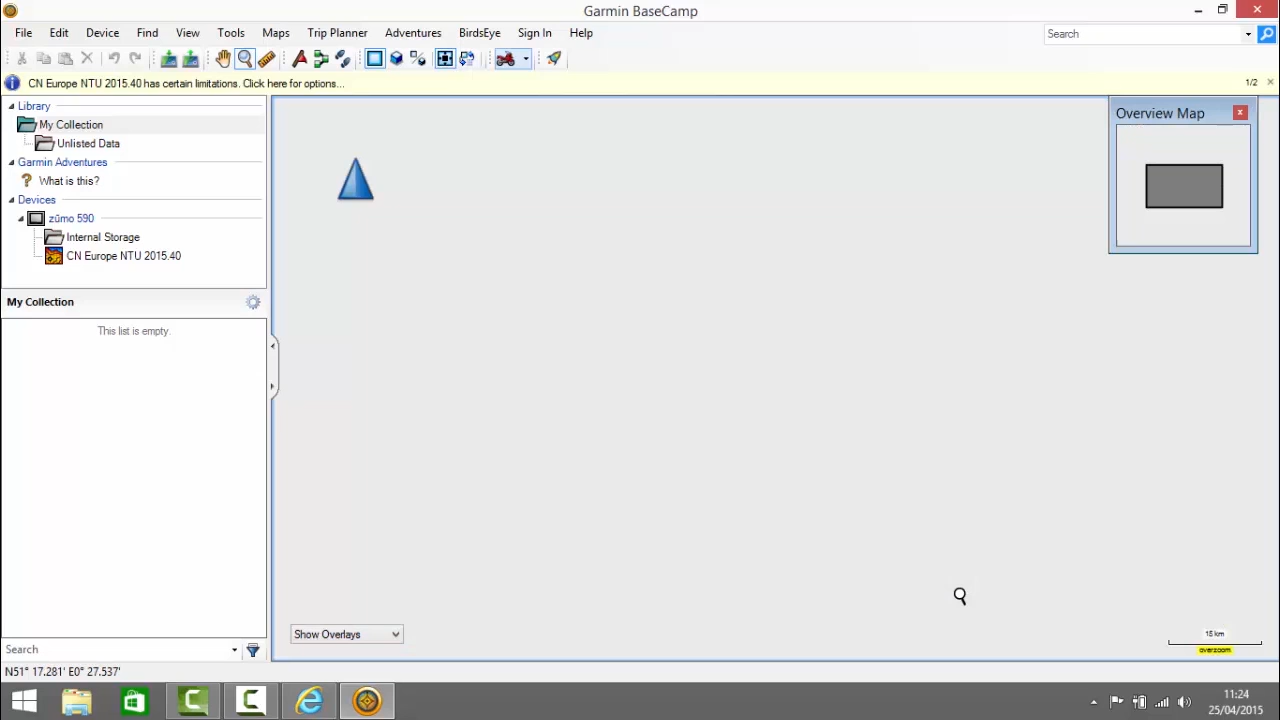 Garmin BaseCamp
File Edit Device Find View Tools Maps Trip Planner Adventures BirdsEye Sign In Help
Search
CN Europe NTU 2015.40 has certain limitations. Click here for options...
1/2
Library
My Collection
Unlisted Data
Garmin Adventures
What is this?
Devices
zūmo 590
Internal Storage
CN Europe NTU 2015.40
My Collection
This list is empty.
Search
Overview Map
Show Overlays
15 km
overzoom
N51° 17.281' E0° 27.537'
11:24
25/04/2015